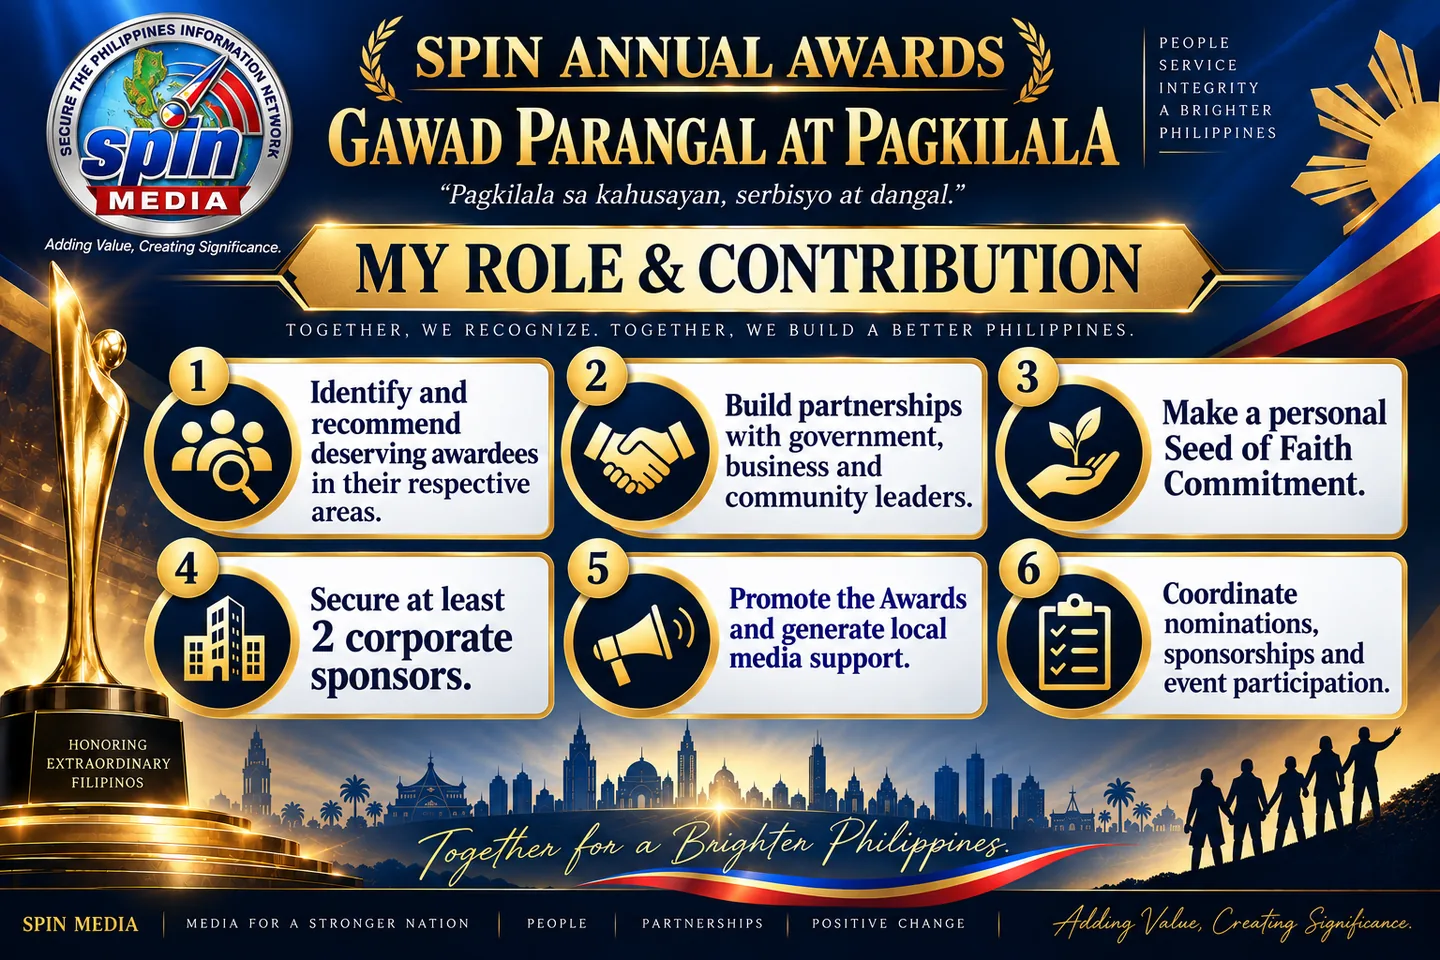 SECURE THE PHILIPPINES INFORMATION NETWORK
spin
MEDIA
Adding Value, Creating Significance.
SPIN ANNUAL AWARDS
GAWAD PARANGAL AT PAGKILALA
“Pagkilala sa kahusayan, serbisyo at dangal.”
PEOPLE
SERVICE
INTEGRITY
A BRIGHTER
PHILIPPINES
MY ROLE & CONTRIBUTION
TOGETHER, WE RECOGNIZE. TOGETHER, WE BUILD A BETTER PHILIPPINES.
1
Identify and
recommend
deserving awardees
in their respective
areas.
2
Build partnerships
with government,
business and
community leaders.
3
Make a personal
Seed of Faith
Commitment.
4
Secure at least
2 corporate
sponsors.
5
Promote the Awards
and generate local
media support.
6
Coordinate
nominations,
sponsorships and
event participation.
HONORING
EXTRAORDINARY
FILIPINOS
Together for a Brighter Philippines.
SPIN MEDIA
MEDIA FOR A STRONGER NATION
PEOPLE
PARTNERSHIPS
POSITIVE CHANGE
Adding Value, Creating Significance.